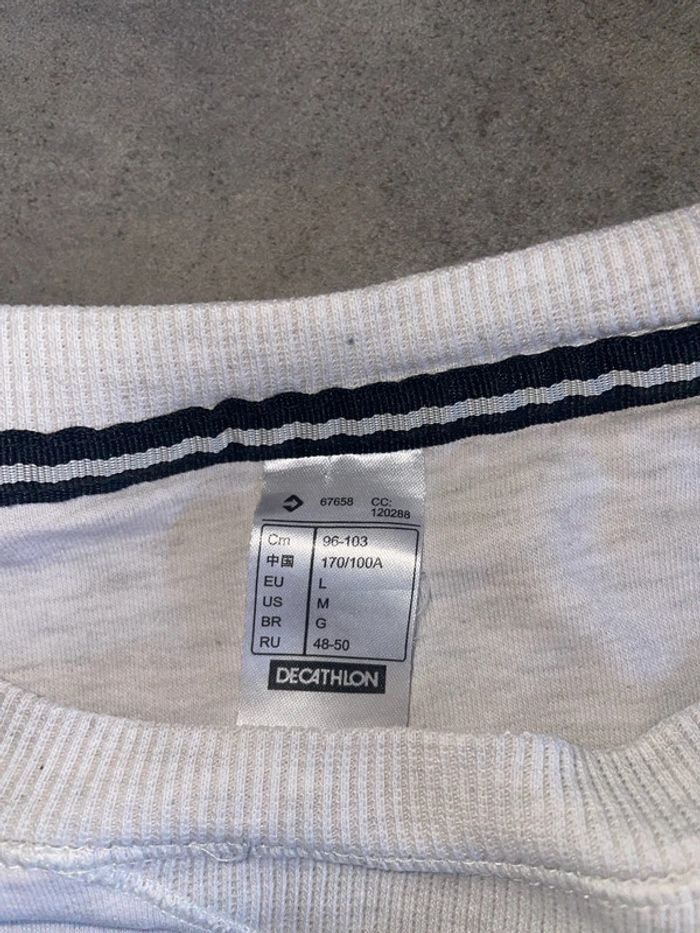 67658 CC:
120288
Cm 96-103
中国 170/100A
EU L
US M
BR G
RU 48-50
DECATHLON